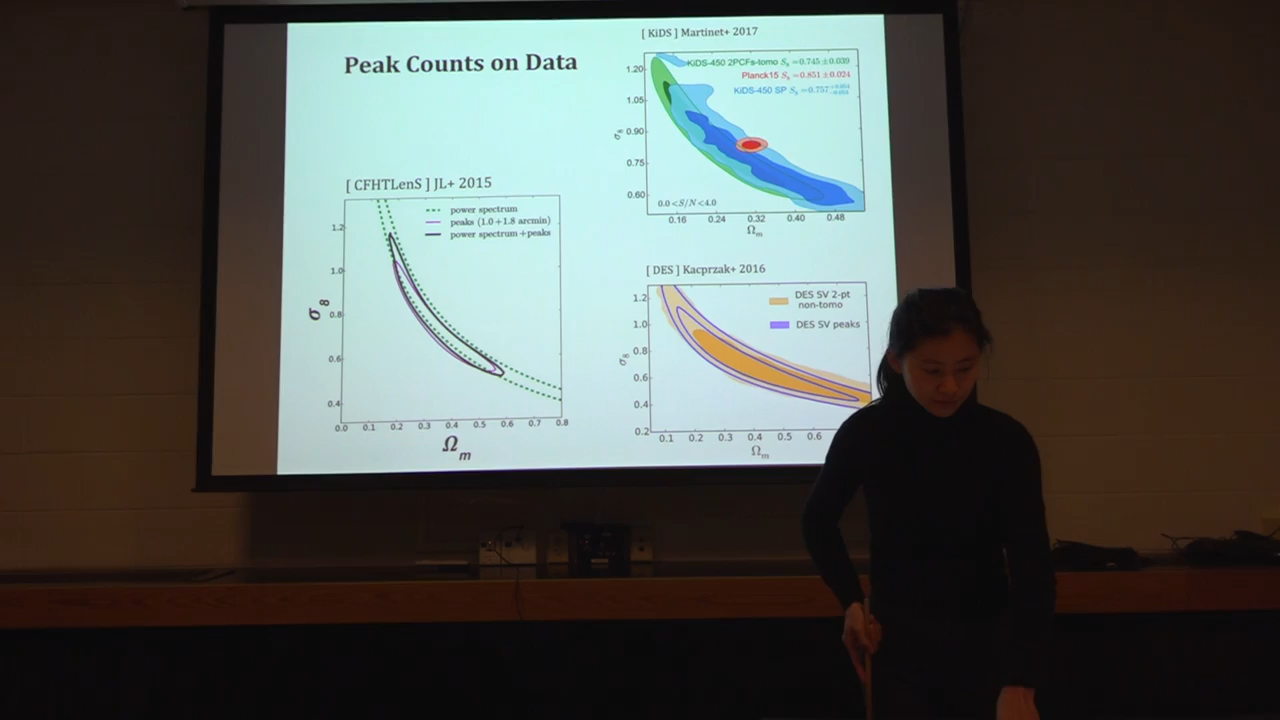 Peak Counts on Data
[ CFHTLenS ] JL+ 2015
power spectrum
peaks (1.0+1.8 arcmin)
power spectrum+peaks
1.2
1.0
0.8
0.6
0.4
σ8
0.0 0.1 0.2 0.3 0.4 0.5 0.6 0.7 0.8
Ωm
[ KiDS ] Martinet+ 2017
KiDS-450 2PCFs-tomo S8 =0.745±0.039
Planck15 S8 =0.851±0.024
KiDS-450 SP S8 =0.757
1.20
1.05
0.90
0.75
0.60
σ8
0.0<S/N<4.0
0.16 0.24 0.32 0.40 0.48
Ωm
[ DES ] Kacprzak+ 2016
DES SV 2-pt
non-tomo
DES SV peaks
1.2
1.0
0.8
0.6
0.4
0.2
σ8
0.1 0.2 0.3 0.4 0.5 0.6
Ωm